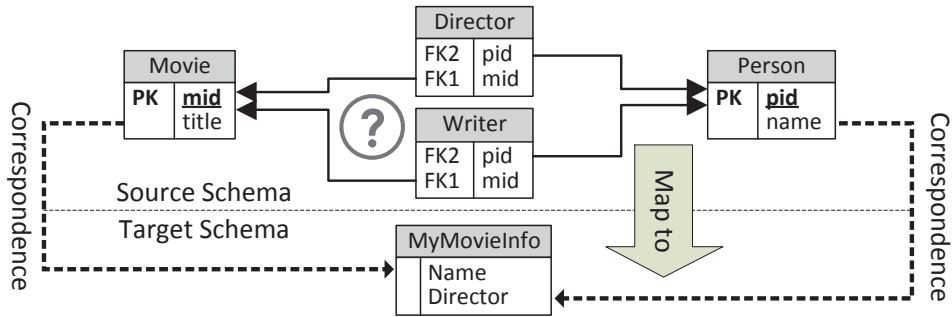 Director
FK2 pid
FK1 mid
Movie
PK mid
title
Person
PK pid
name
?
Writer
FK2 pid
FK1 mid
Correspondence
Correspondence
Map to
Source Schema
Target Schema
MyMovieInfo
Name
Director